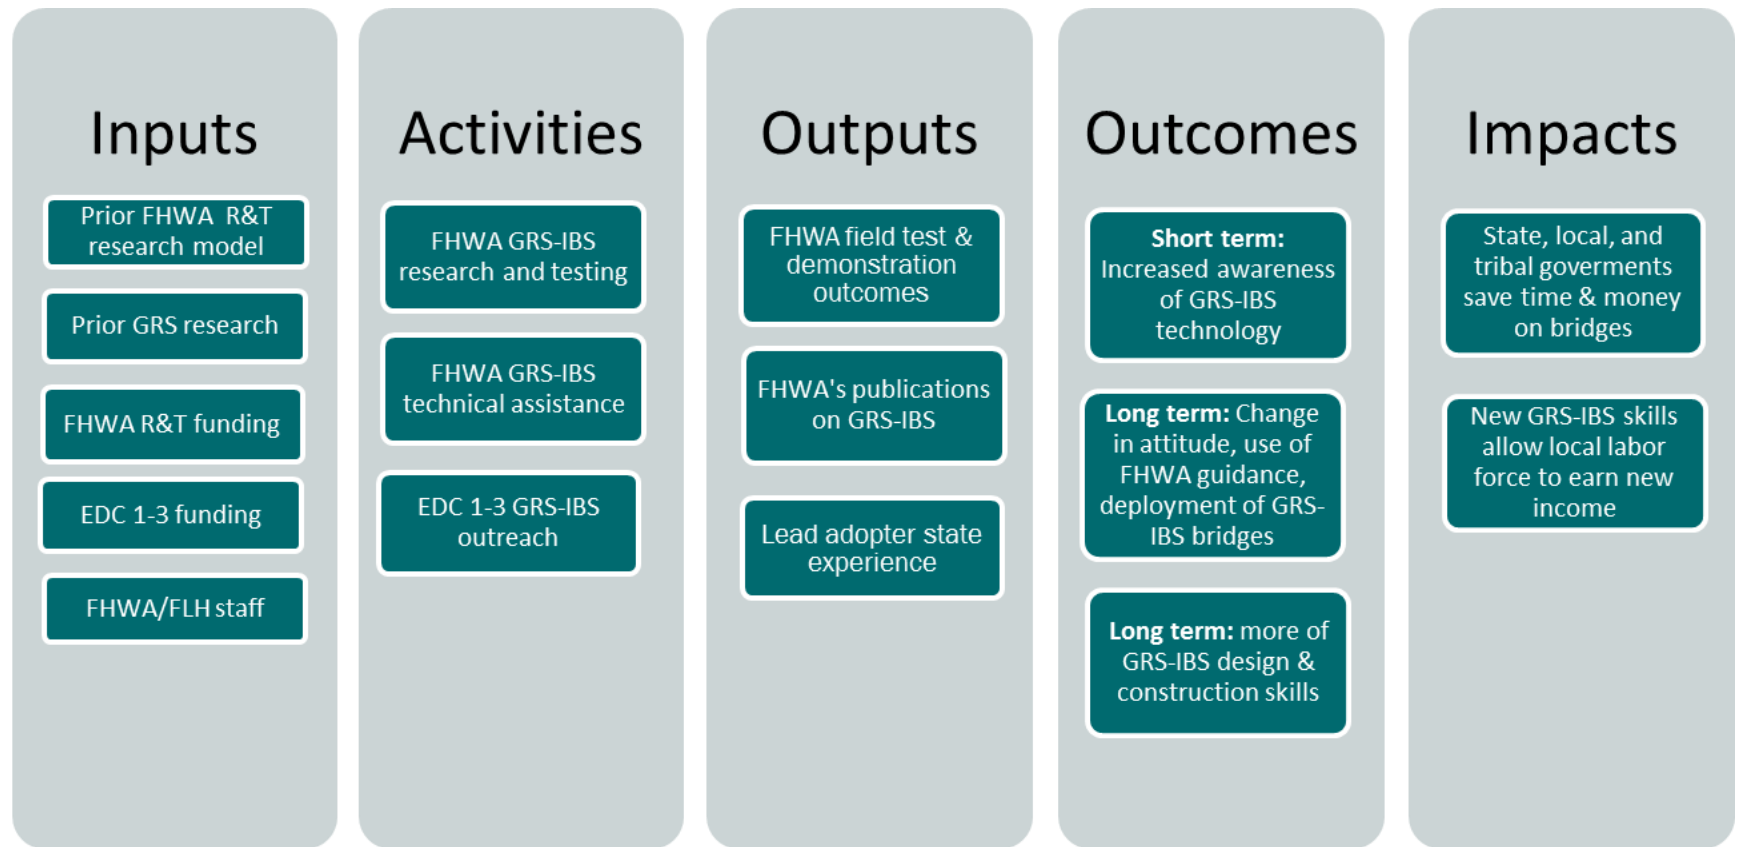 Inputs
Prior FHWA R&T
research model
Prior GRS research
FHWA R&T funding
EDC 1-3 funding
FHWA/FLH staff
Activities
FHWA GRS-IBS
research and testing
FHWA GRS-IBS
technical assistance
EDC 1-3 GRS-IBS
outreach
Outputs
FHWA field test &
demonstration
outcomes
FHWA's publications
on GRS-IBS
Lead adopter state
experience
Outcomes
Short term:
Increased awareness
of GRS-IBS
technology
Long term: Change
in attitude, use of
FHWA guidance,
deployment of GRS-
IBS bridges
Long term: more of
GRS-IBS design &
construction skills
Impacts
State, local, and
tribal goverments
save time & money
on bridges
New GRS-IBS skills
allow local labor
force to earn new
income